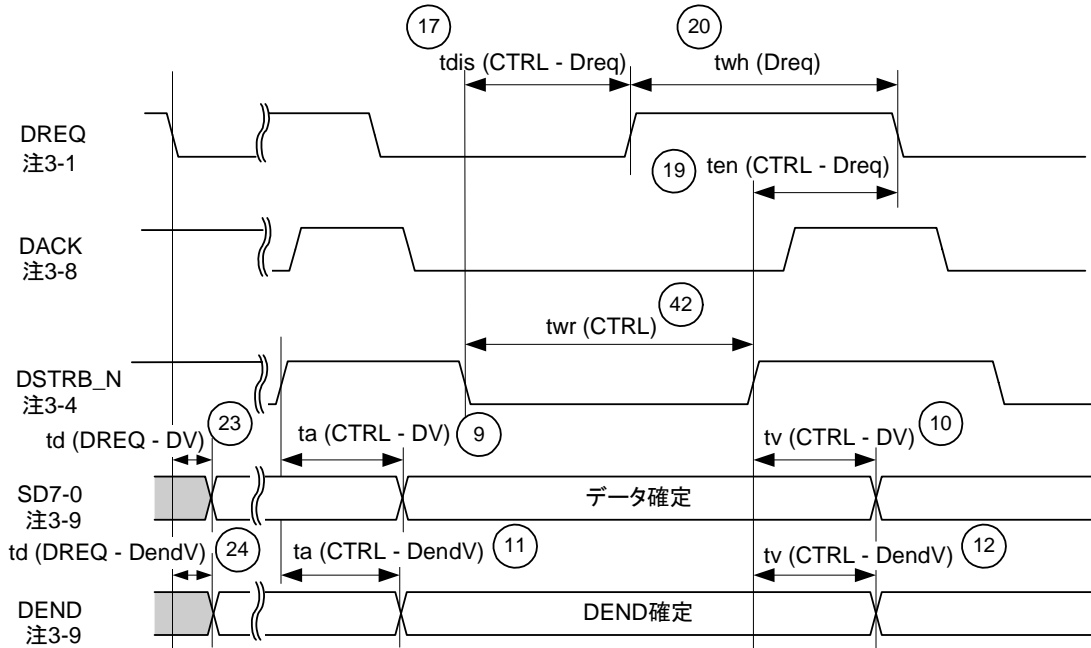 17
20
tdis (CTRL - Dreq)
twh (Dreq)
DREQ
注3-1
19
ten (CTRL - Dreq)
DACK
注3-8
42
twr (CTRL)
DSTRB_N
注3-4
23
td (DREQ - DV)
ta (CTRL - DV)
9
tv (CTRL - DV)
10
SD7-0
注3-9
データ確定
td (DREQ - DendV)
24
ta (CTRL - DendV)
11
tv (CTRL - DendV)
12
DEND
注3-9
DEND確定